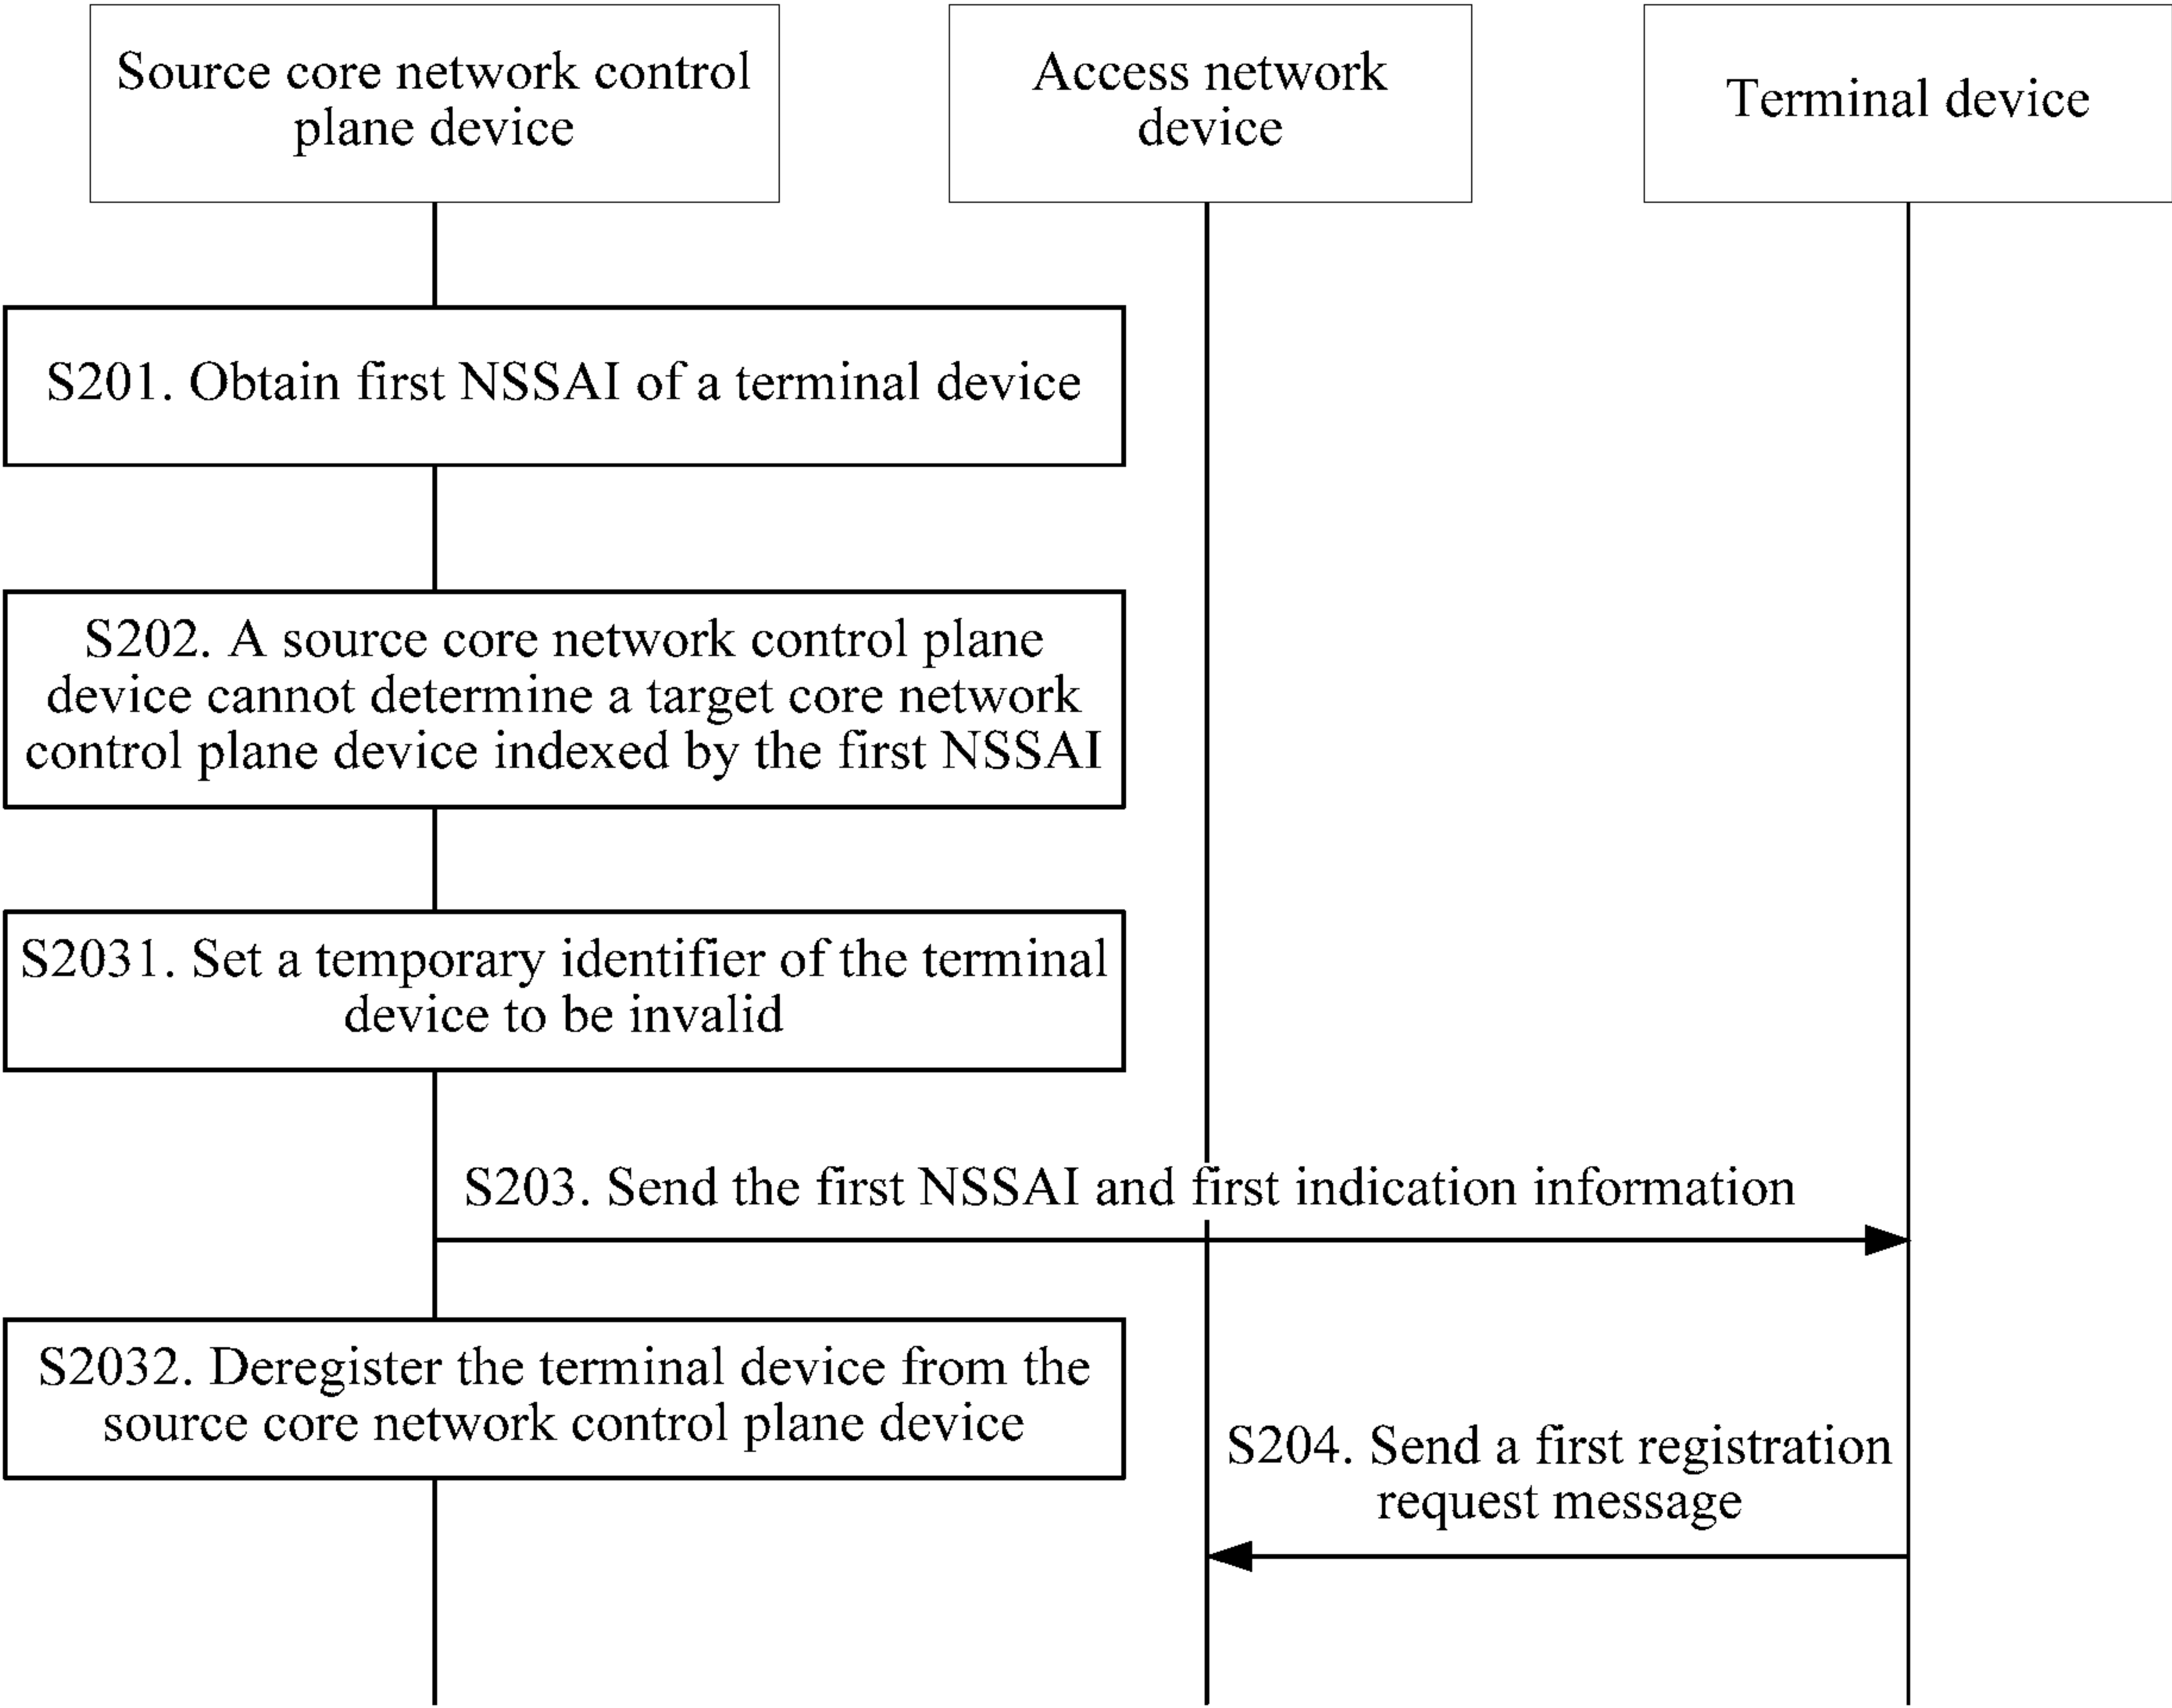 Source core network control
plane device
Access network
device
Terminal device
S201. Obtain first NSSAI of a terminal device
S202. A source core network control plane
device cannot determine a target core network
control plane device indexed by the first NSSAI
S2031. Set a temporary identifier of the terminal
device to be invalid
S203. Send the first NSSAI and first indication information
S2032. Deregister the terminal device from the
source core network control plane device
S204. Send a first registration
request message